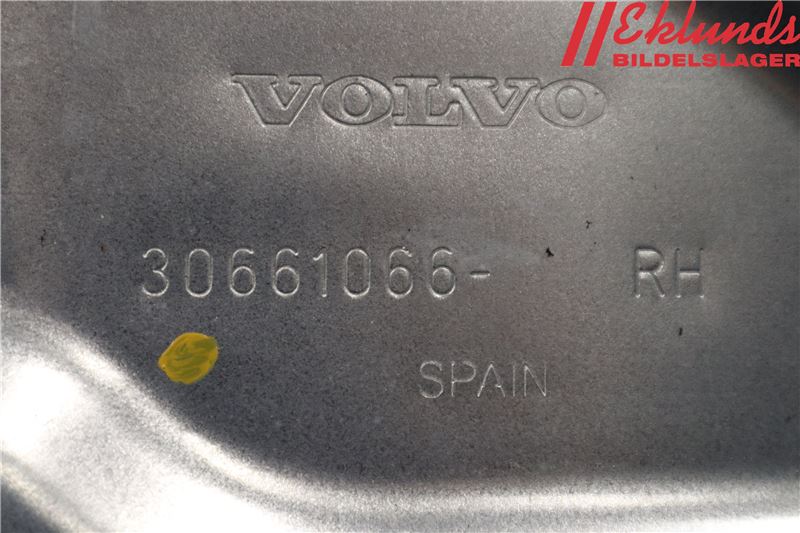 Eklunds
BILDELSLAGER
VOLVO
30661066- RH
SPAIN